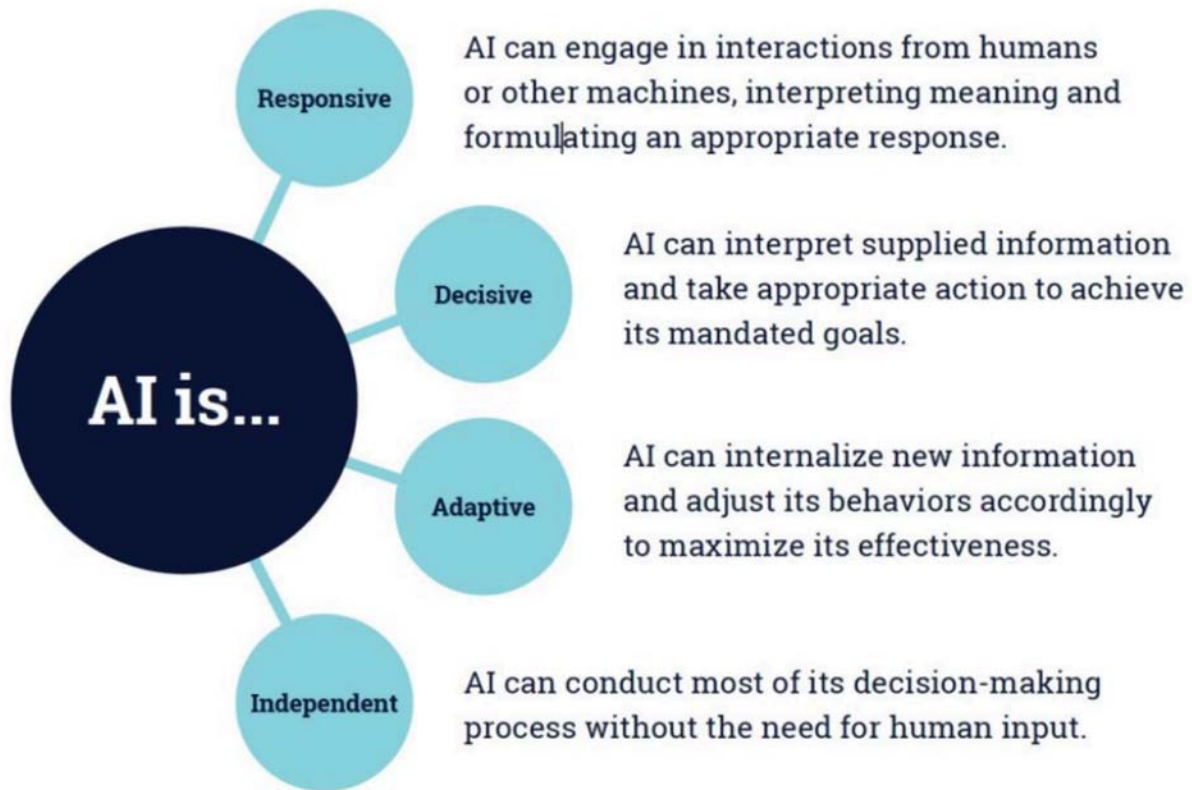 Responsive
AI can engage in interactions from humans
or other machines, interpreting meaning and
formulating an appropriate response.
Decisive
AI can interpret supplied information
and take appropriate action to achieve
its mandated goals.
AI is...
Adaptive
AI can internalize new information
and adjust its behaviors accordingly
to maximize its effectiveness.
Independent
AI can conduct most of its decision-making
process without the need for human input.